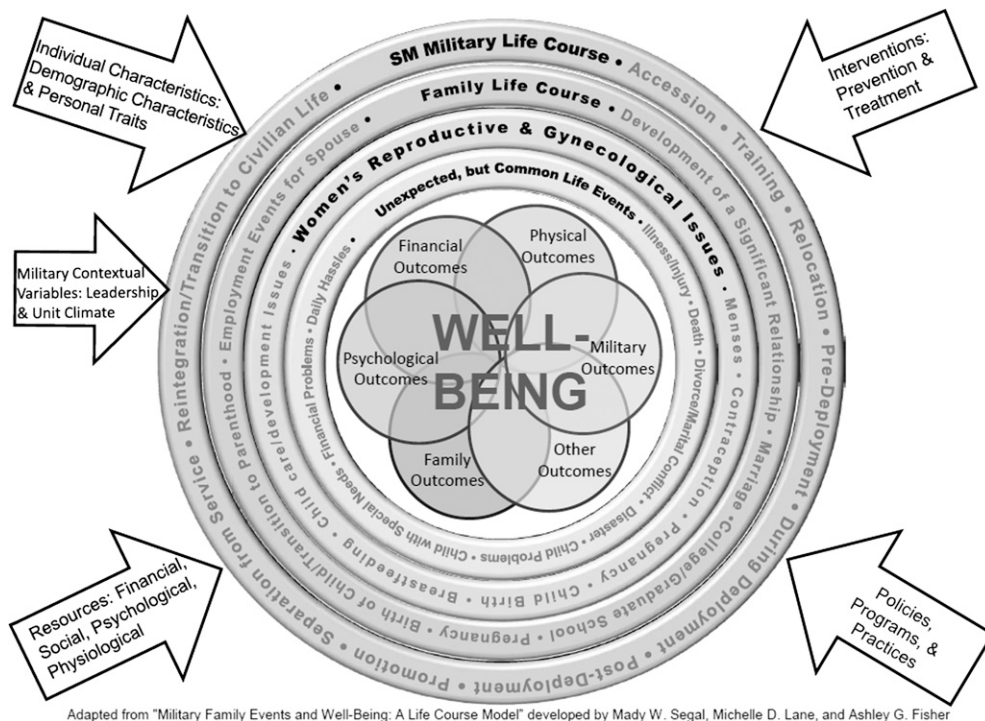 Individual Characteristics:
Demographic Characteristics
& Personal Traits
Interventions:
Prevention &
Treatment
Military Contextual
Variables: Leadership
& Unit Climate
Resources: Financial,
Social, Psychological,
Physiological
Policies,
Programs, &
Practices
SM Military Life Course • Accession • Training • Relocation • Pre-Deployment • During Deployment • Post-Deployment • Promotion • Separation from Service • Reintegration/Transition to Civilian Life •
Family Life Course • Development of a Significant Relationship • Marriage • College/Graduate School • Pregnancy • Birth of Child/Transition to Parenthood • Employment Events for Spouse •
Women's Reproductive & Gynecological Issues • Menses • Contraception • Pregnancy • Child Birth • Breastfeeding • Child care/development Issues •
Unexpected, but Common Life Events • Illness/Injury • Death • Divorce/Marital Conflict • Disaster • Child Problems • Child with Special Needs • Financial Problems • Daily Hassles •
Financial
Outcomes
Physical
Outcomes
Psychological
Outcomes
WELL-
BEING
Military
Outcomes
Family
Outcomes
Other
Outcomes
Adapted from "Military Family Events and Well-Being: A Life Course Model" developed by Mady W. Segal, Michelle D. Lane, and Ashley G. Fisher